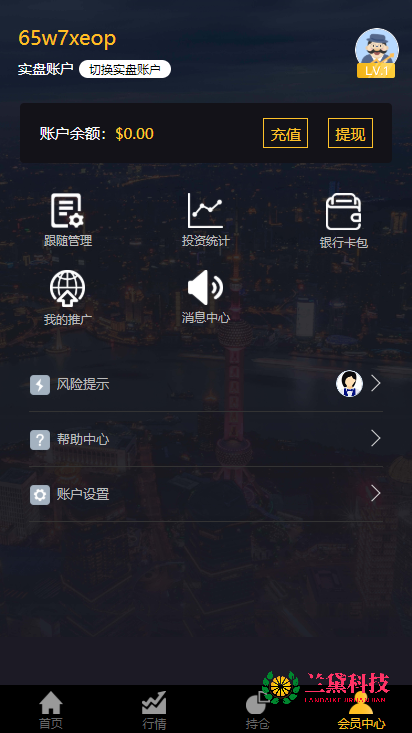 65w7xeop
实盘账户 切换实盘账户
LV.1
账户余额: $0.00 充值 提现
跟随管理 投资统计 银行卡包
我的推广 消息中心
风险提示
帮助中心
账户设置
兰黛科技
LANDAIKEJIRUANJIAN
首页 行情 持仓 会员中心